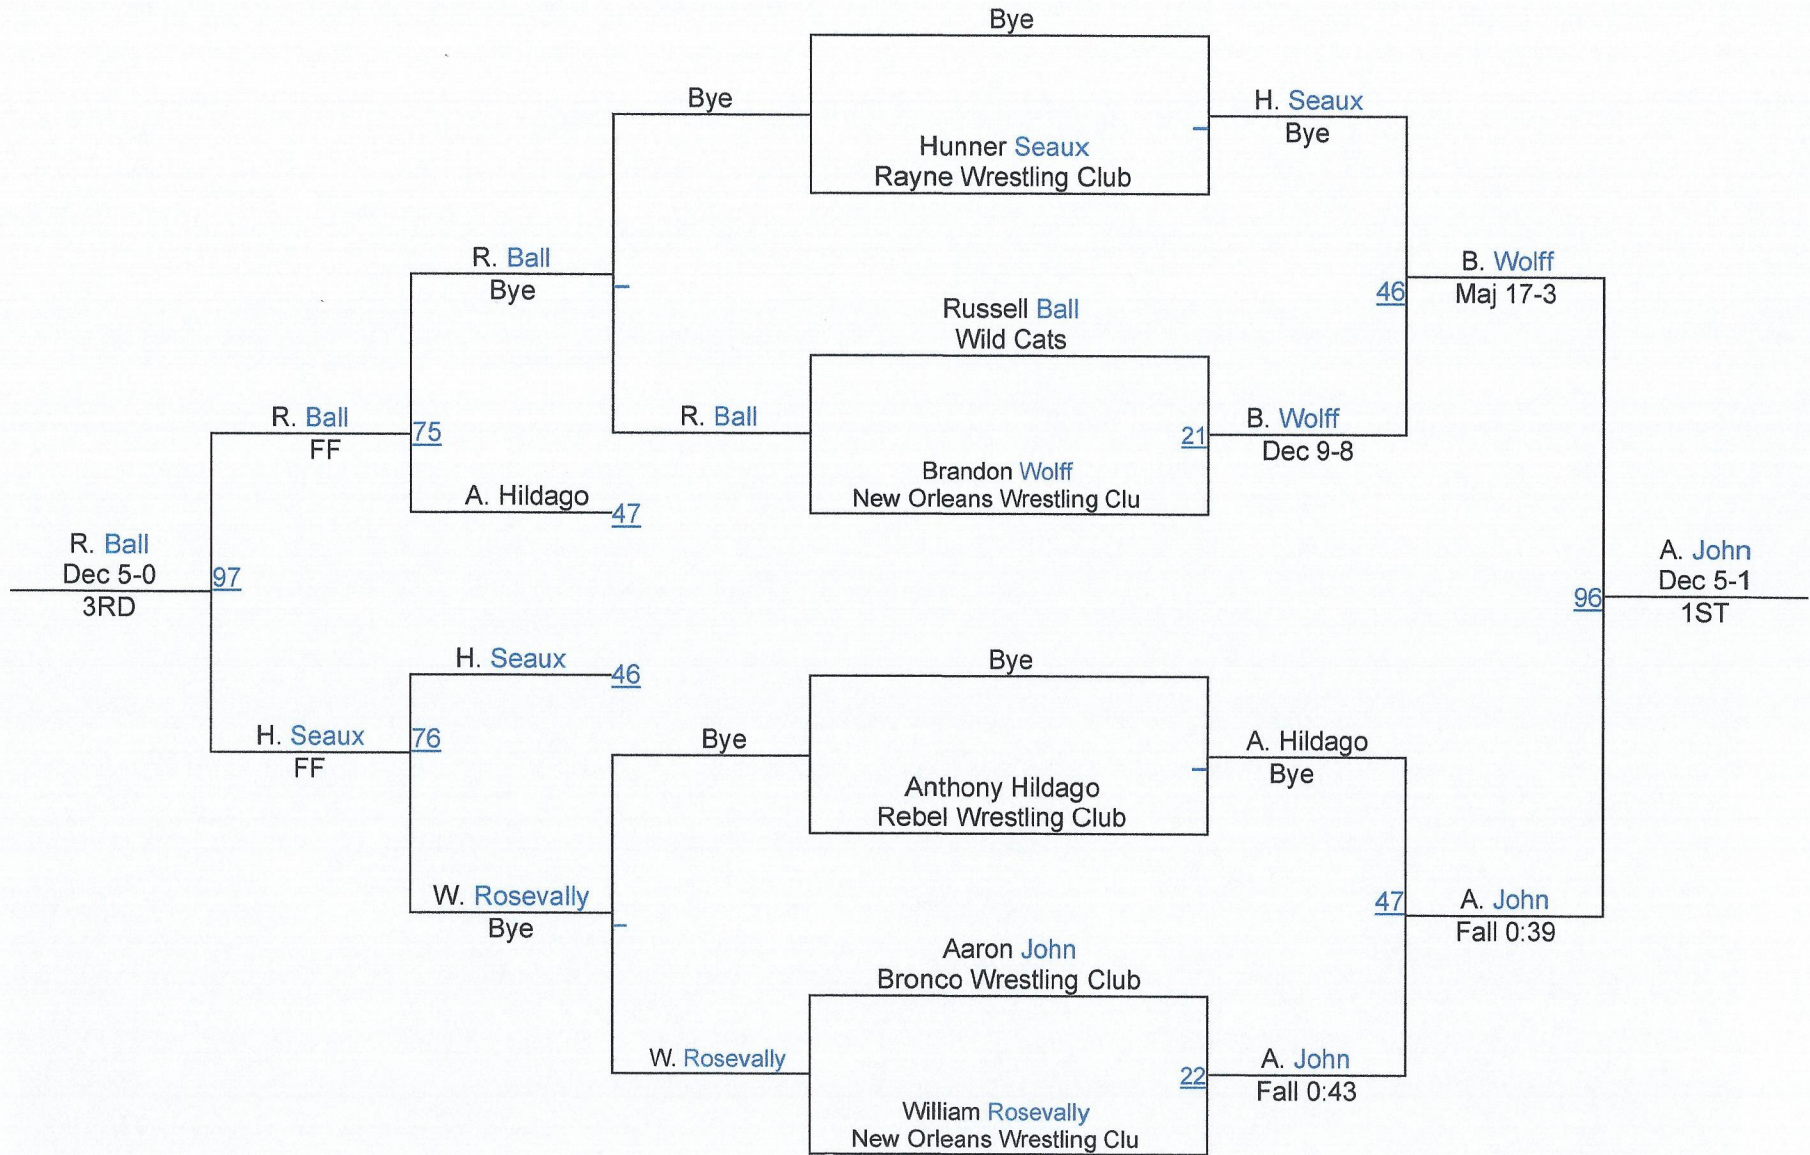 Bye
H. Seaux
Bye
Bye
Hunner Seaux
Rayne Wrestling Club
R. Ball
Bye
B. Wolff
Maj 17-3
46
Russell Ball
Wild Cats
R. Ball
FF
75
R. Ball
21
B. Wolff
Dec 9-8
Brandon Wolff
New Orleans Wrestling Clu
A. Hildago
47
R. Ball
Dec 5-0
3RD
97
A. John
Dec 5-1
1ST
96
H. Seaux
46
Bye
H. Seaux
FF
76
Bye
A. Hildago
Bye
Anthony Hildago
Rebel Wrestling Club
W. Rosevally
Bye
47
A. John
Fall 0:39
Aaron John
Bronco Wrestling Club
W. Rosevally
22
A. John
Fall 0:43
William Rosevally
New Orleans Wrestling Clu